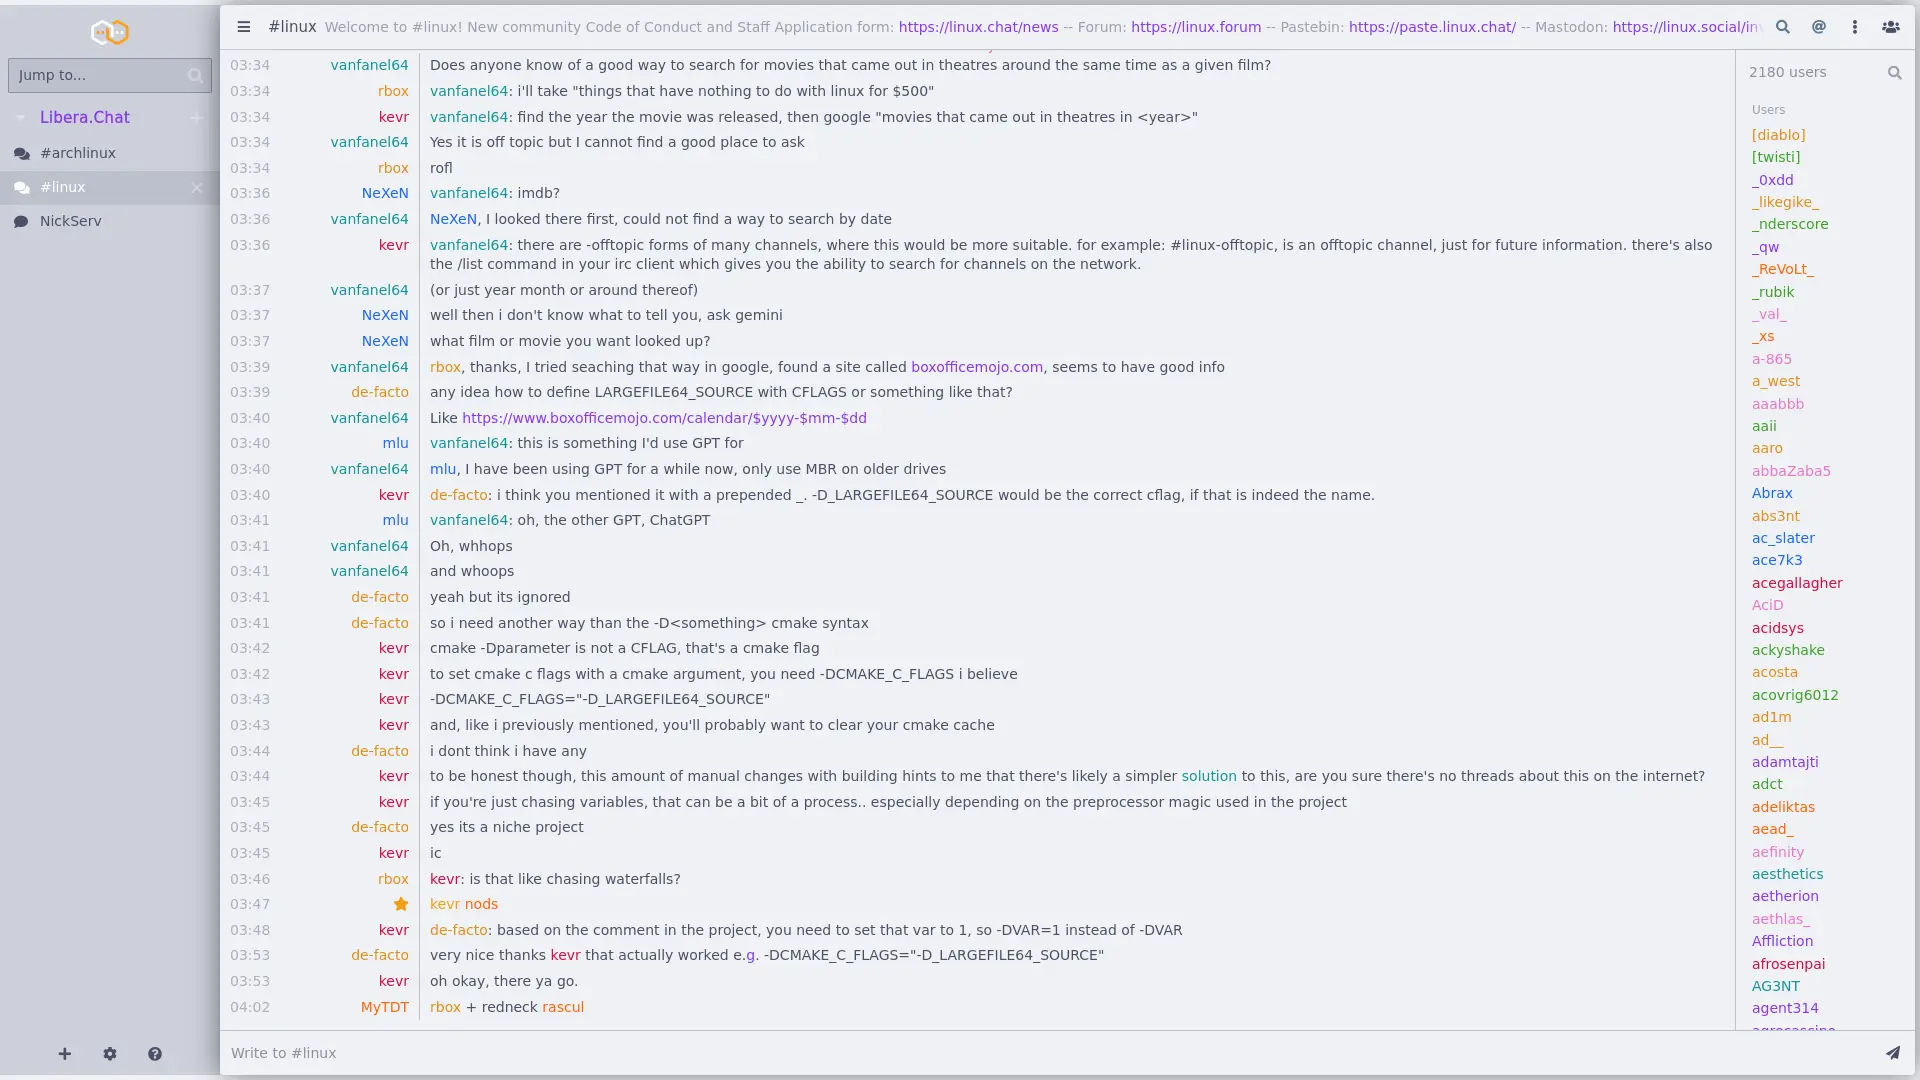 #linux Welcome to #linux! New community Code of Conduct and Staff Application form: https://linux.chat/news -- Forum: https://linux.forum -- Pastebin: https://paste.linux.chat/ -- Mastodon: https://linux.social/in
Jump to...
Libera.Chat
#archlinux
#linux
NickServ
03:34 vanfanel64 Does anyone know of a good way to search for movies that came out in theatres around the same time as a given film?
03:34 rbox vanfanel64: i'll take "things that have nothing to do with linux for $500"
03:34 kevr vanfanel64: find the year the movie was released, then google "movies that came out in theatres in <year>"
03:34 vanfanel64 Yes it is off topic but I cannot find a good place to ask
03:34 rbox rofl
03:36 NeXeN vanfanel64: imdb?
03:36 vanfanel64 NeXeN, I looked there first, could not find a way to search by date
03:36 kevr vanfanel64: there are -offtopic forms of many channels, where this would be more suitable. for example: #linux-offtopic, is an offtopic channel, just for future information. there's also
the /list command in your irc client which gives you the ability to search for channels on the network.
03:37 vanfanel64 (or just year month or around thereof)
03:37 NeXeN well then i don't know what to tell you, ask gemini
03:37 NeXeN what film or movie you want looked up?
03:39 vanfanel64 rbox, thanks, I tried seaching that way in google, found a site called boxofficemojo.com, seems to have good info
03:39 de-facto any idea how to define LARGEFILE64_SOURCE with CFLAGS or something like that?
03:40 vanfanel64 Like https://www.boxofficemojo.com/calendar/$yyyy-$mm-$dd
03:40 mlu vanfanel64: this is something I'd use GPT for
03:40 vanfanel64 mlu, I have been using GPT for a while now, only use MBR on older drives
03:40 kevr de-facto: i think you mentioned it with a prepended _. -D_LARGEFILE64_SOURCE would be the correct cflag, if that is indeed the name.
03:41 mlu vanfanel64: oh, the other GPT, ChatGPT
03:41 vanfanel64 Oh, whhops
03:41 vanfanel64 and whoops
03:41 de-facto yeah but its ignored
03:41 de-facto so i need another way than the -D<something> cmake syntax
03:42 kevr cmake -Dparameter is not a CFLAG, that's a cmake flag
03:42 kevr to set cmake c flags with a cmake argument, you need -DCMAKE_C_FLAGS i believe
03:43 kevr -DCMAKE_C_FLAGS="-D_LARGEFILE64_SOURCE"
03:43 kevr and, like i previously mentioned, you'll probably want to clear your cmake cache
03:44 de-facto i dont think i have any
03:44 kevr to be honest though, this amount of manual changes with building hints to me that there's likely a simpler solution to this, are you sure there's no threads about this on the internet?
03:45 kevr if you're just chasing variables, that can be a bit of a process.. especially depending on the preprocessor magic used in the project
03:45 de-facto yes its a niche project
03:45 kevr ic
03:46 rbox kevr: is that like chasing waterfalls?
03:47 kevr nods
03:48 kevr de-facto: based on the comment in the project, you need to set that var to 1, so -DVAR=1 instead of -DVAR
03:53 de-facto very nice thanks kevr that actually worked e.g. -DCMAKE_C_FLAGS="-D_LARGEFILE64_SOURCE"
03:53 kevr oh okay, there ya go.
04:02 MyTDT rbox + redneck rascul
Write to #linux
2180 users
Users
[diablo]
[twisti]
_0xdd
_likegike_
_nderscore
_qw
_ReVoLt_
_rubik
_val_
_xs
a-865
a_west
aaabbb
aaii
aaro
abbaZaba5
Abrax
abs3nt
ac_slater
ace7k3
acegallagher
AciD
acidsys
ackyshake
acosta
acovrig6012
ad1m
ad__
adamtajti
adct
adeliktas
aead_
aefinity
aesthetics
aetherion
aethlas_
Affliction
afrosenpai
AG3NT
agent314